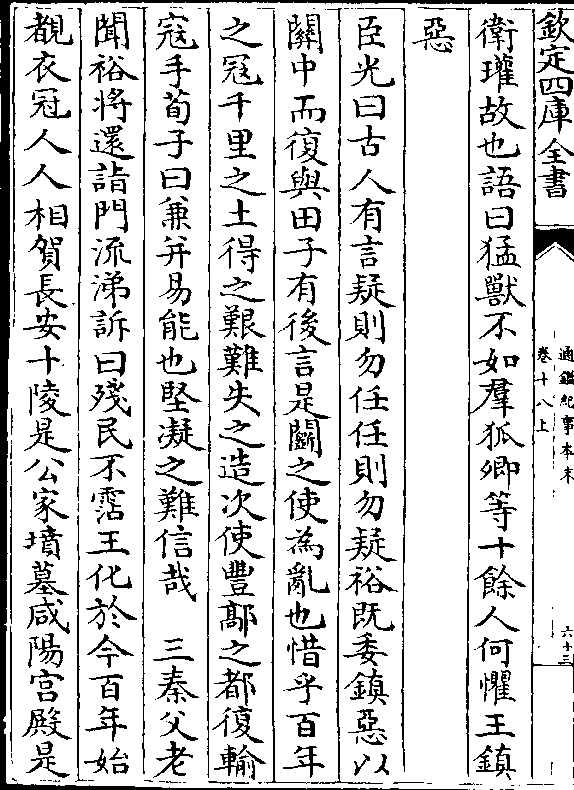 欽定四庫全書
通鑑紀事本末
卷十八上
六十三
衛瓘故也語曰猛獸不如羣狐卿等十餘人何懼王鎮
惡
臣光曰古人有言疑則勿任任則勿疑裕既委鎮惡以
關中而復與田子有後言是鬬之使為亂也惜乎百年
之寇千里之土得之艱難失之造次使豐鄗之都復輸
寇手荀子曰兼并易能也堅凝之難信哉　三秦父老
聞裕将還詣門流涕訴曰殘民不霑王化於今百年始
覩衣冠人人相賀長安十陵是公家墳墓咸陽宫殿是